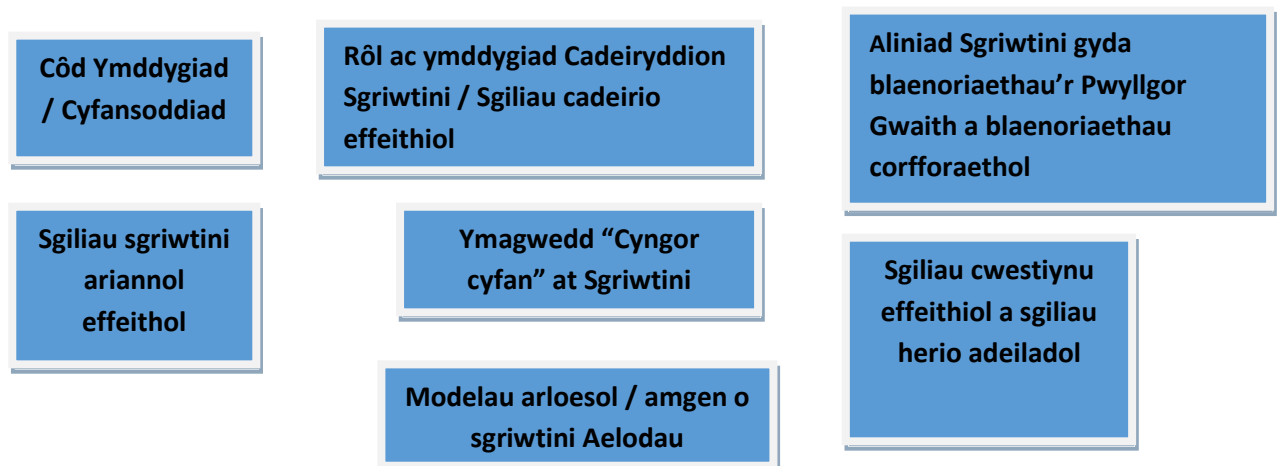 Côd Ymddygiad
/ Cyfansoddiad
Rôl ac ymddygiad Cadeiryddion
Sgriwtini / Sgiliau cadeirio
effeithiol
Aliniad Sgriwtini gyda
blaenoriaethau’r Pwyllgor
Gwaith a blaenoriaethau
corfforaethol
Sgiliau sgriwtini
ariannol
effeithol
Ymagwedd “Cyngor
cyfan” at Sgriwtini
Sgiliau cwestiynu
effeithiol a sgiliau
herio adeiladol
Modelau arloesol / amgen o
sgriwtini Aelodau